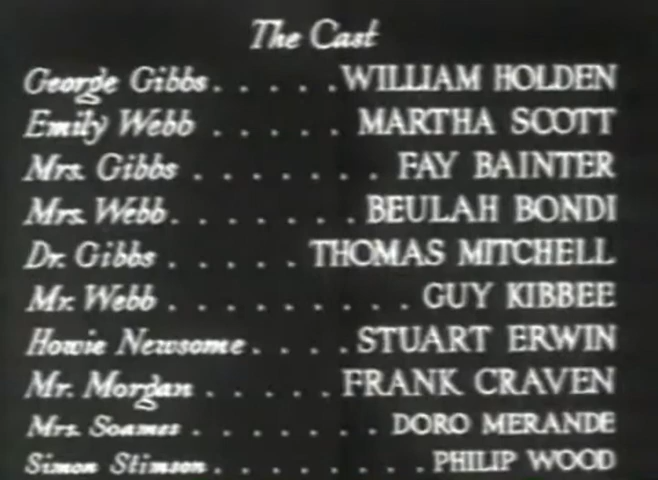 The Cast
George Gibbs . . . . . WILLIAM HOLDEN
Emily Webb . . . . . MARTHA SCOTT
Mrs. Gibbs . . . . . . . FAY BAINTER
Mrs. Webb . . . . . . . BEULAH BONDI
Dr. Gibbs . . . . . THOMAS MITCHELL
Mr. Webb . . . . . . . . . GUY KIBBEE
Howie Newsome . . . . STUART ERWIN
Mr. Morgan . . . . . FRANK CRAVEN
Mrs. Soames . . . . . . . DORO MERANDE
Simon Stimson . . . . . . . . PHILIP WOOD